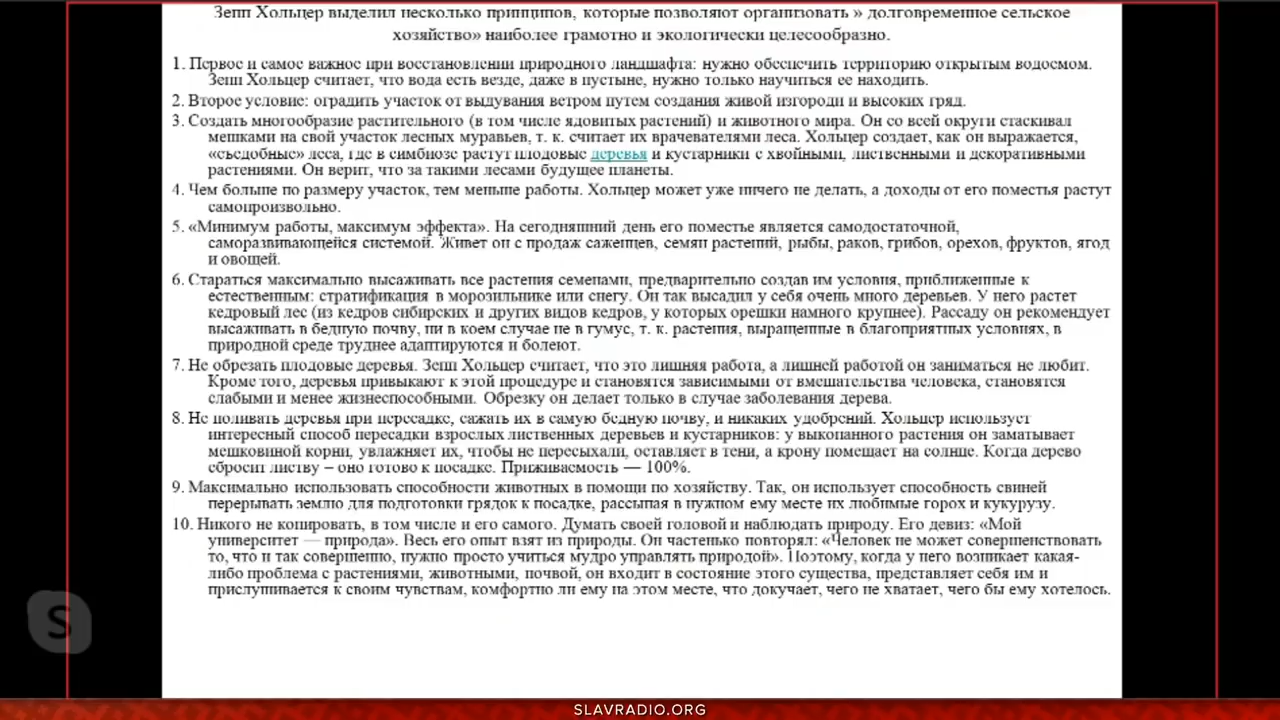 Зепп Хольцер выделил несколько принципов, которые позволяют организовать » долговременное сельское
хозяйство» наиболее грамотно и экологически целесообразно.
1. Первое и самое важное при восстановлении природного ландшафта: нужно обеспечить территорию открытым водоемом.
Зепп Хольцер считает, что вода есть везде, даже в пустыне, нужно только научиться ее находить.
2. Второе условие: оградить участок от выдувания ветром путем создания живой изгороди и высоких гряд.
3. Создать многообразие растительного (в том числе ядовитых растений) и животного мира. Он со всей округи стаскивал
мешками на свой участок лесных муравьев, т. к. считает их врачевателями леса. Хольцер создает, как он выражается,
«съедобные» леса, где в симбиозе растут плодовые деревья и кустарники с хвойными, лиственными и декоративными
растениями. Он верит, что за такими лесами будущее планеты.
4. Чем больше по размеру участок, тем меньше работы. Хольцер может уже ничего не делать, а доходы от его поместья растут
самопроизвольно.
5. «Минимум работы, максимум эффекта». На сегодняшний день его поместье является самодостаточной,
саморазвивающейся системой. Живет он с продаж саженцев, семян растений, рыбы, раков, грибов, орехов, фруктов, ягод
и овощей.
6. Стараться максимально высаживать все растения семенами, предварительно создав им условия, приближенные к
естественным: стратификация в морозильнике или снегу. Он так высадил у себя очень много деревьев. У него растет
кедровый лес (из кедров сибирских и других видов кедров, у которых орешки намного крупнее). Рассаду он рекомендует
высаживать в бедную почву, ни в коем случае не в гумус, т. к. растения, выращенные в благоприятных условиях, в
природной среде труднее адаптируются и болеют.
7. Не обрезать плодовые деревья. Зепп Хольцер считает, что это лишняя работа, а лишней работой он заниматься не любит.
Кроме того, деревья привыкают к этой процедуре и становятся зависимыми от вмешательства человека, становятся
слабыми и менее жизнеспособными. Обрезку он делает только в случае заболевания дерева.
8. Не поливать деревья при пересадке, сажать их в самую бедную почву, и никаких удобрений. Хольцер использует
интересный способ пересадки взрослых лиственных деревьев и кустарников: у выкопанного растения он заматывает
мешковиной корни, увлажняет их, чтобы не пересыхали, оставляет в тени, а крону помещает на солнце. Когда дерево
сбросит листву – оно готово к посадке. Приживаемость — 100%.
9. Максимально использовать способности животных в помощи по хозяйству. Так, он использует способность свиней
перерывать землю для подготовки грядок к посадке, рассыпая в нужном ему месте их любимые горох и кукурузу.
10. Никого не копировать, в том числе и его самого. Думать своей головой и наблюдать природу. Его девиз: «Мой
университет — природа». Весь его опыт взят из природы. Он частенько повторял: «Человек не может совершенствовать
то, что и так совершенно, нужно просто учиться мудро управлять природой». Поэтому, когда у него возникает какая-
либо проблема с растениями, животными, почвой, он входит в состояние этого существа, представляет себя им и
прислушивается к своим чувствам, комфортно ли ему на этом месте, что докучает, чего не хватает, чего бы ему хотелось.
S
SLAVRADIO.ORG